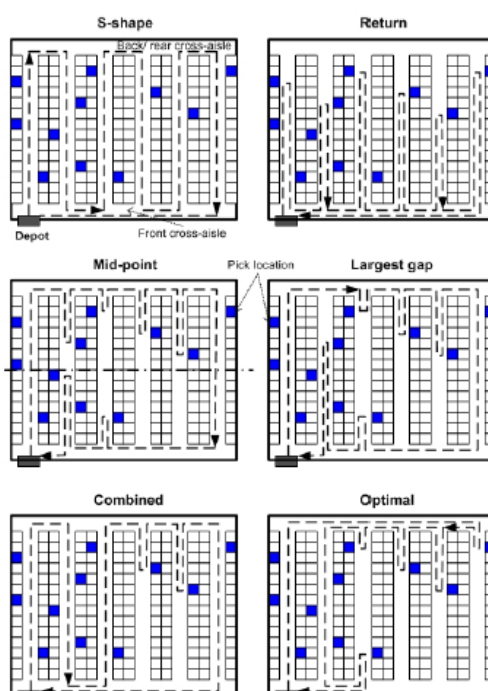 S-shape
Return
Back/ rear cross-aisle
Depot
Front cross-aisle
Mid-point
Pick location
Largest gap
Combined
Optimal